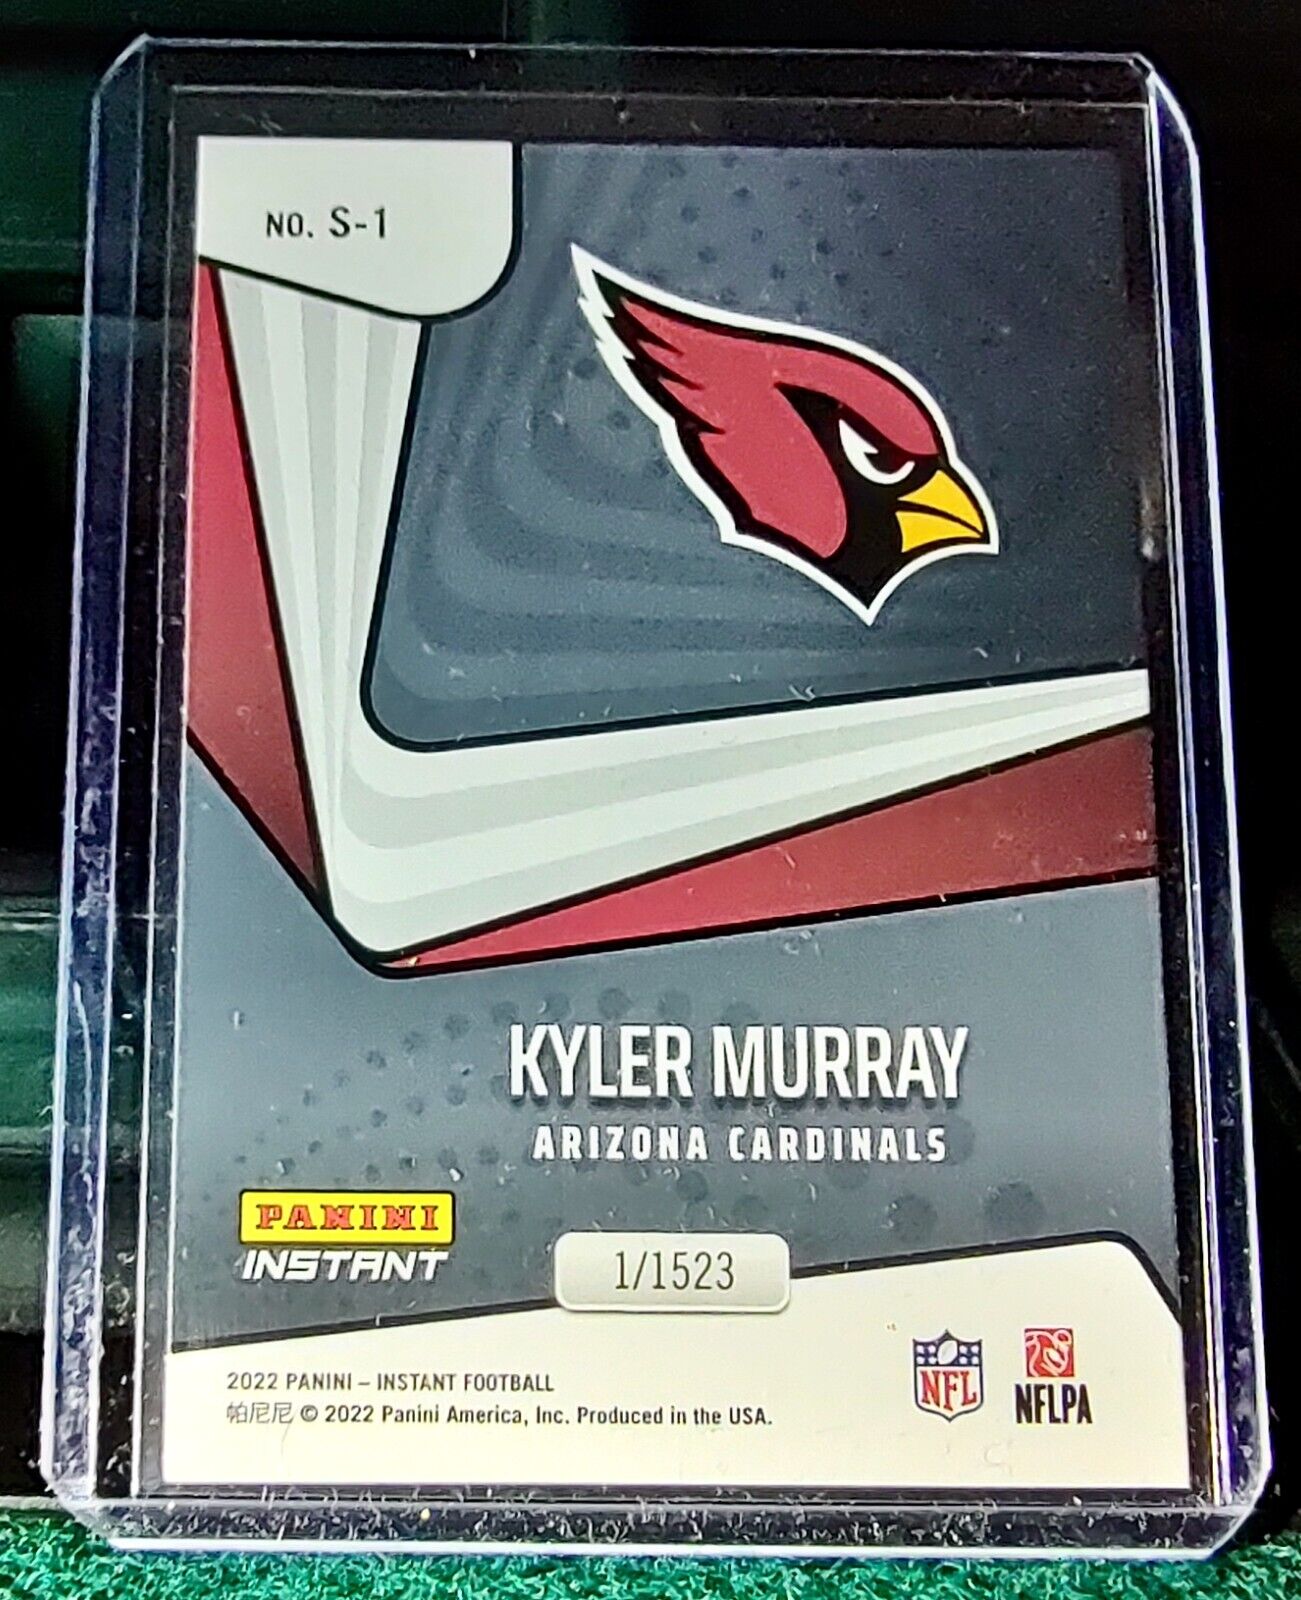 NO. S-1
KYLER MURRAY
ARIZONA CARDINALS
PANINI
INSTANT
1/1523
2022 PANINI – INSTANT FOOTBALL
帕尼尼 © 2022 Panini America, Inc. Produced in the USA.
NFL
NFLPA